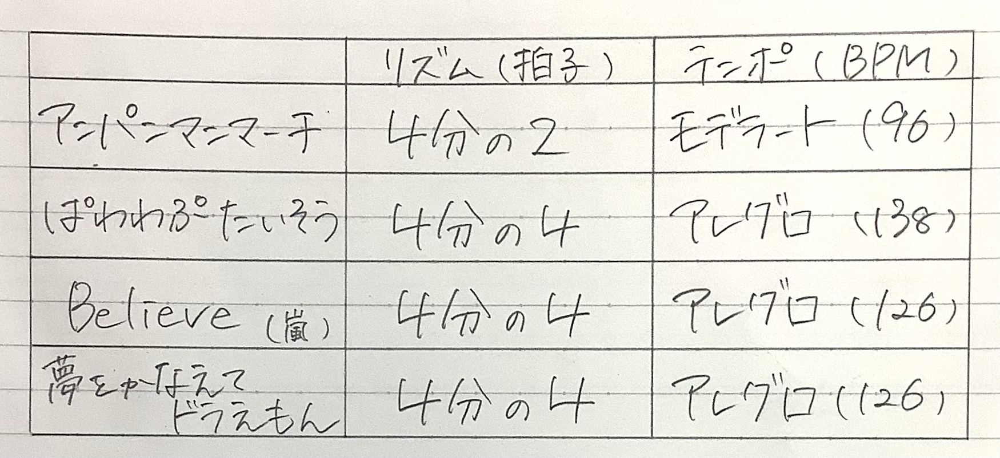 リズム(拍子) テンポ(BPM)
アンパンマンマーチ 4分の2 モデラート(96)
ぽわわぷたいそう 4分の4 アレグロ(138)
Believe(嵐) 4分の4 アレグロ(126)
夢をかなえて
ドラえもん 4分の4 アレグロ(126)